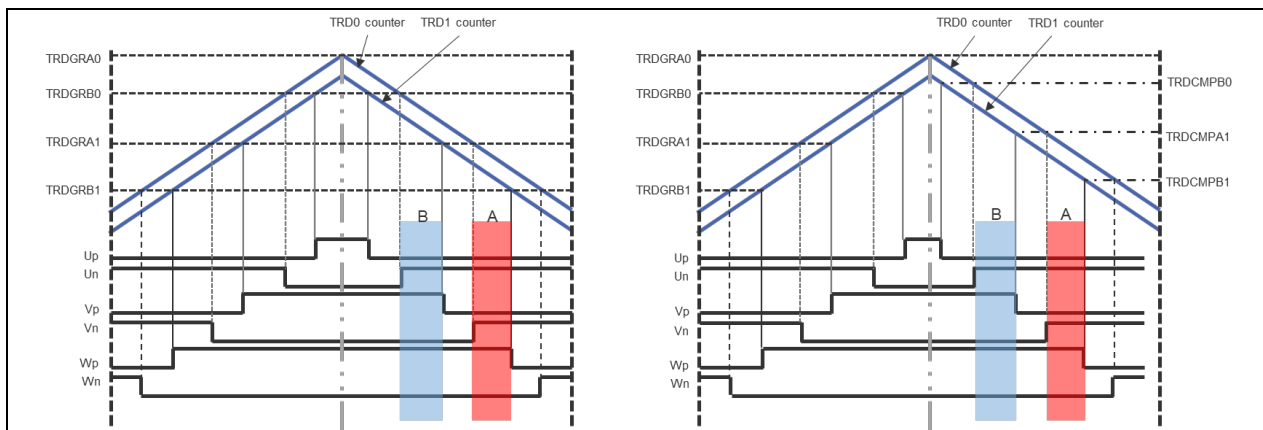 TRD0 counter TRD1 counter
TRDGRA0
TRDGRB0
TRDGRA1
TRDGRB1
B A
Up
Un
Vp
Vn
Wp
Wn
TRD0 counter
TRD1 counter
TRDGRA0
TRDGRB0
TRDGRA1
TRDGRB1
TRDCMPB0
TRDCMPA1
TRDCMPB1
B A
Up
Un
Vp
Vn
Wp
Wn